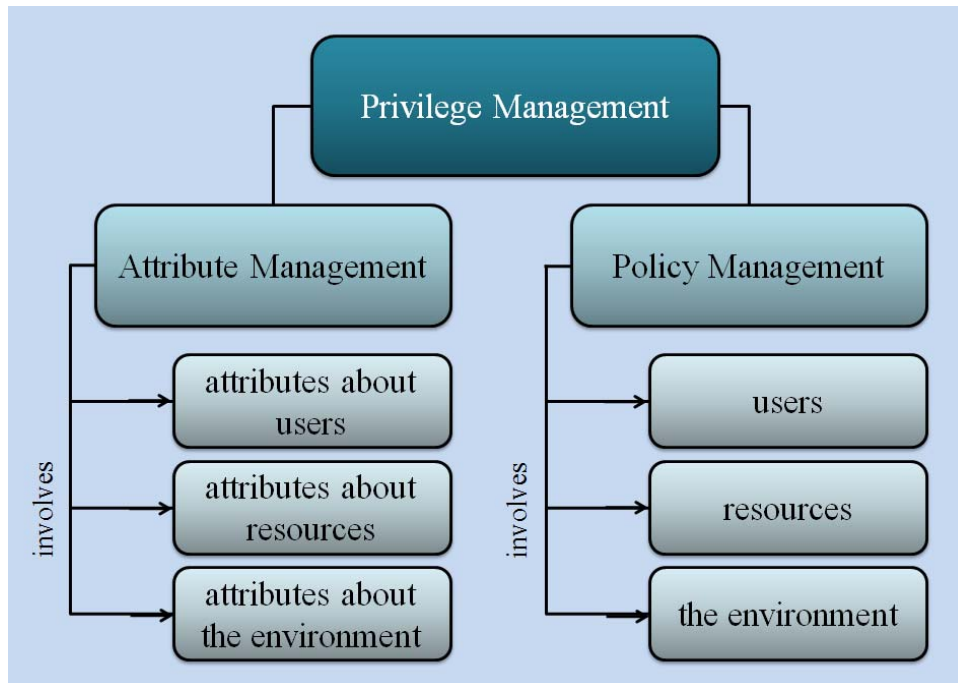 Privilege Management
Attribute Management
involves
attributes about
users
attributes about
resources
attributes about
the environment
Policy Management
involves
users
resources
the environment